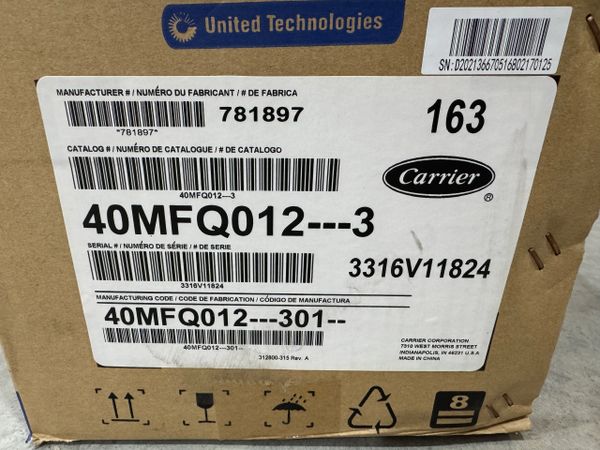 United Technologies
SN: D202136670516802170125
MANUFACTURER # / NUMÉRO DU FABRICANT / # DE FABRICA
781897
163
*781897*
CATALOG # / NUMÉRO DE CATALOGUE / # DE CATALOGO
40MFQ012---3
Carrier
®
40MFQ012---3
SERIAL # / NUMÉRO DE SÉRIE / # DE SERIE
3316V11824
3316V11824
MANUFACTURING CODE / CODE DE FABRICATION / CÓDIGO DE MANUFACTURA
40MFQ012---301--
40MFQ012---301--
312800-315 Rev. A
CARRIER CORPORATION
7310 WEST MORRIS STREET
INDIANAPOLIS, IN 46231 U.S.A
MADE IN CHINA
8